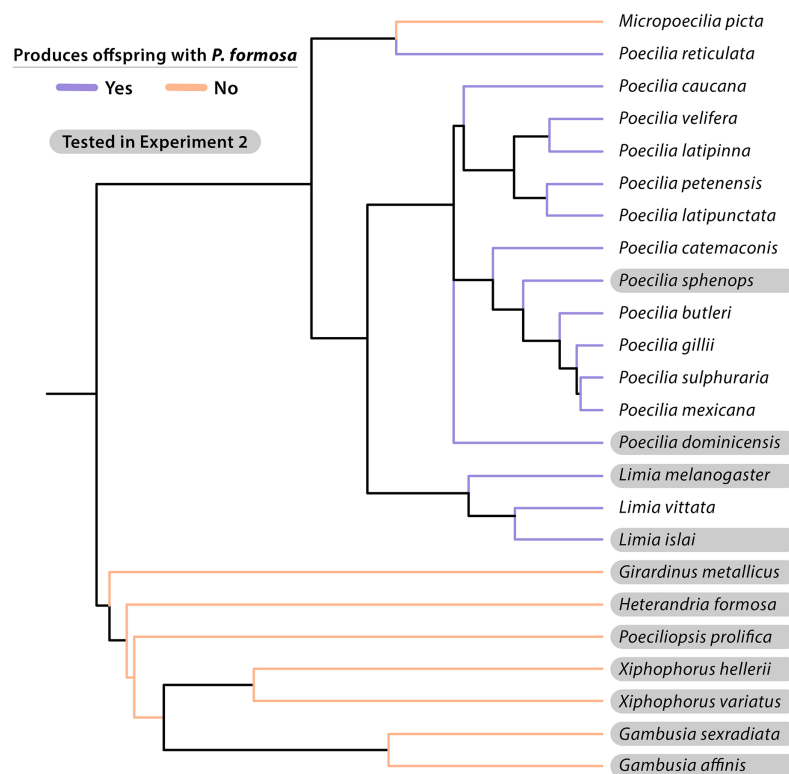 Produces offspring with P. formosa
Yes
No
Tested in Experiment 2
Micropoecilia picta
Poecilia reticulata
Poecilia caucana
Poecilia velifera
Poecilia latipinna
Poecilia petenensis
Poecilia latipunctata
Poecilia catemaconis
Poecilia sphenops
Poecilia butleri
Poecilia gillii
Poecilia sulphuraria
Poecilia mexicana
Poecilia dominicensis
Limia melanogaster
Limia vittata
Limia islai
Girardinus metallicus
Heterandria formosa
Poeciliopsis prolifica
Xiphophorus hellerii
Xiphophorus variatus
Gambusia sexradiata
Gambusia affinis